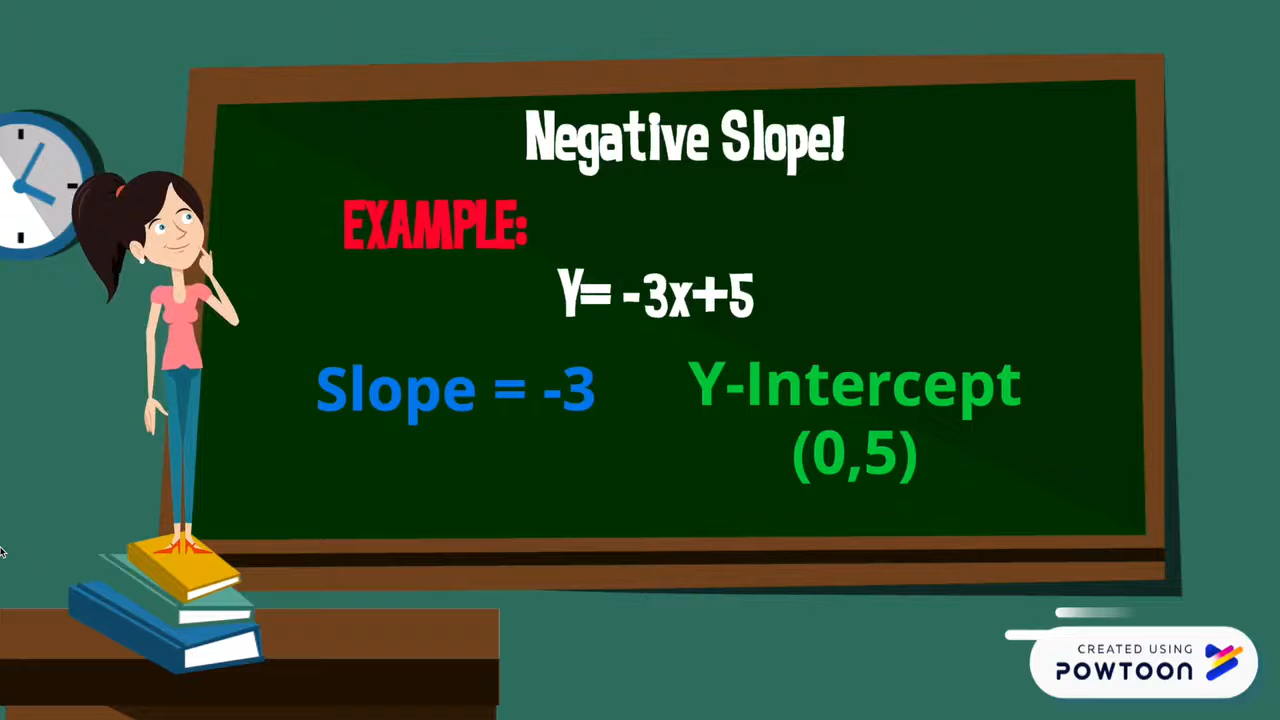 Negative Slope!
EXAMPLE:
Y= -3x+5
Slope = -3
Y-Intercept
(0,5)
CREATED USING
POWTOON